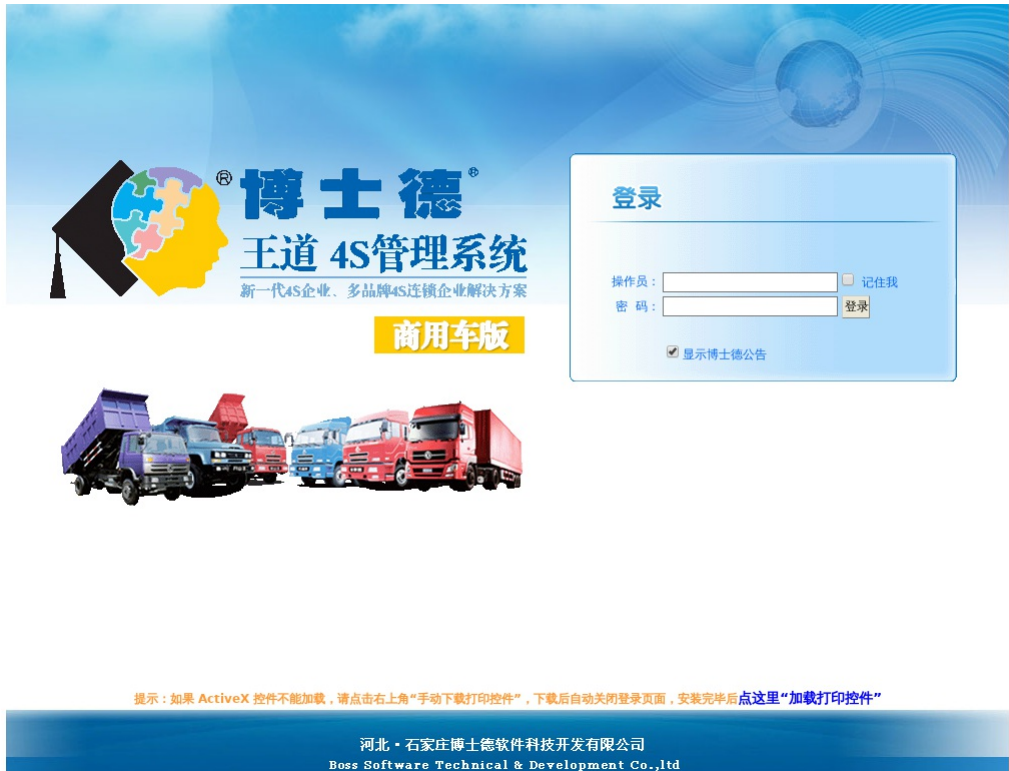 ®
博士德®
王道 4S管理系统
新一代4S企业、多品牌4S连锁企业解决方案
商用车版
登录
操作员： 记住我
密 码： 登录
显示博士德公告
提示：如果 ActiveX 控件不能加载，请点击右上角“手动下载打印控件”，下载后自动关闭登录页面，安装完毕后点这里“加载打印控件”
河北·石家庄博士德软件科技开发有限公司
Boss Software Technical & Development Co.,ltd